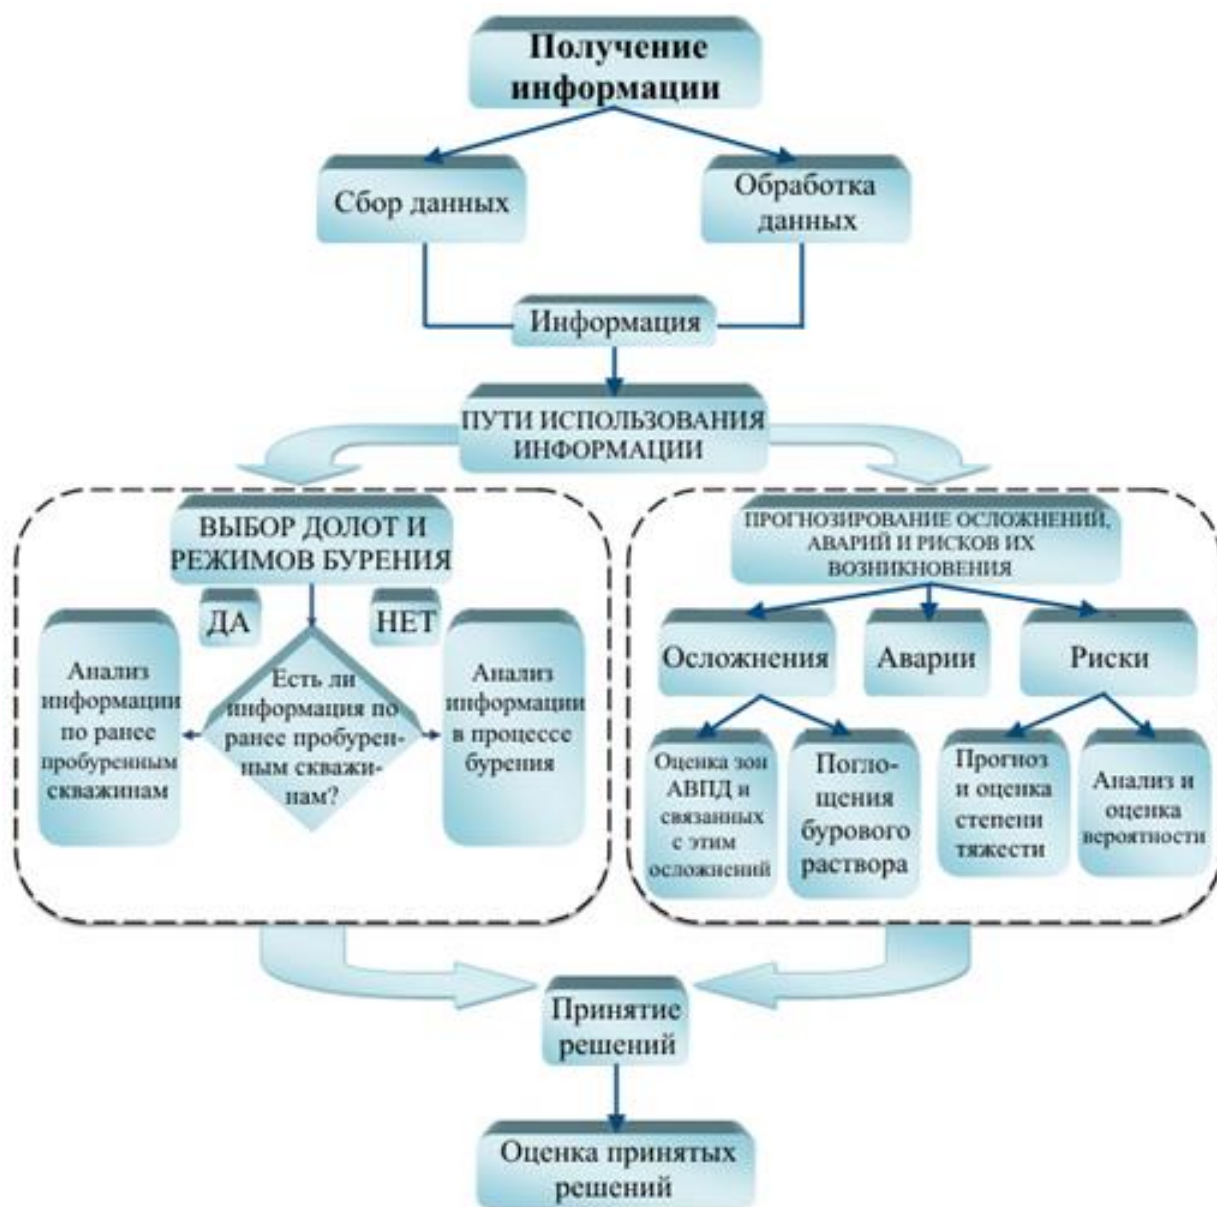 Получение
информации
Сбор данных
Обработка
данных
Информация
ПУТИ ИСПОЛЬЗОВАНИЯ
ИНФОРМАЦИИ
ВЫБОР ДОЛОТ И
РЕЖИМОВ БУРЕНИЯ
ДА
НЕТ
Анализ
информации
по ранее
пробуренным
скважинам
Есть ли
информация по
ранее пробурен-
ным скважи-
нам?
Анализ
информации
в процессе
бурения
ПРОГНОЗИРОВАНИЕ ОСЛОЖНЕНИЙ,
АВАРИЙ И РИСКОВ ИХ
ВОЗНИКНОВЕНИЯ
Осложнения
Аварии
Риски
Оценка зон
АВПД и
связанных
с этим
осложнений
Погло-
щения
бурового
раствора
Прогноз
и оценка
степени
тяжести
Анализ и
оценка
вероятности
Принятие
решений
Оценка принятых
решений